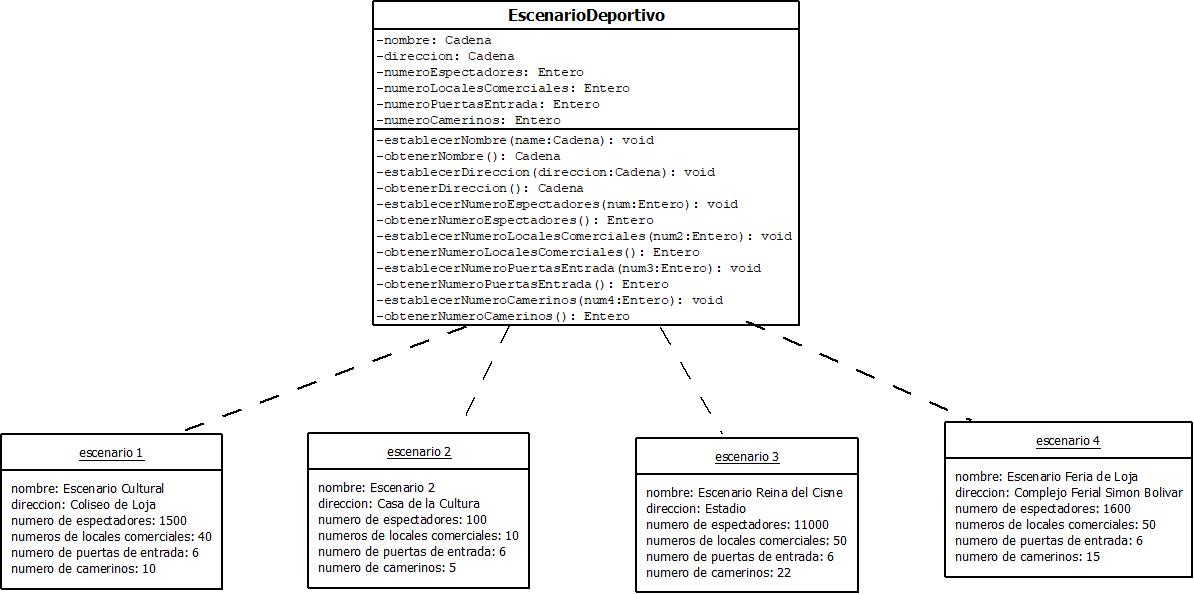 EscenarioDeportivo
-nombre: Cadena
-direccion: Cadena
-numeroEspectadores: Entero
-numeroLocalesComerciales: Entero
-numeroPuertasEntrada: Entero
-numeroCamerinos: Entero
-establecerNombre(name:Cadena): void
-obtenerNombre(): Cadena
-establecerDireccion(direccion:Cadena): void
-obtenerDireccion(): Cadena
-establecerNumeroEspectadores(num:Entero): void
-obtenerNumeroEspectadores(): Entero
-establecerNumeroLocalesComerciales(num2:Entero): void
-obtenerNumeroLocalesComerciales(): Entero
-establecerNumeroPuertasEntrada(num3:Entero): void
-obtenerNumeroPuertasEntrada(): Entero
-establecerNumeroCamerinos(num4:Entero): void
-obtenerNumeroCamerinos(): Entero
escenario 1
nombre: Escenario Cultural
direccion: Coliseo de Loja
numero de espectadores: 1500
numeros de locales comerciales: 40
numero de puertas de entrada: 6
numero de camerinos: 10
escenario 2
nombre: Escenario 2
direccion: Casa de la Cultura
numero de espectadores: 100
numeros de locales comerciales: 10
numero de puertas de entrada: 6
numero de camerinos: 5
escenario 3
nombre: Escenario Reina del Cisne
direccion: Estadio
numero de espectadores: 11000
numeros de locales comerciales: 50
numero de puertas de entrada: 6
numero de camerinos: 22
escenario 4
nombre: Escenario Feria de Loja
direccion: Complejo Ferial Simon Bolivar
numero de espectadores: 1600
numeros de locales comerciales: 50
numero de puertas de entrada: 6
numero de camerinos: 15